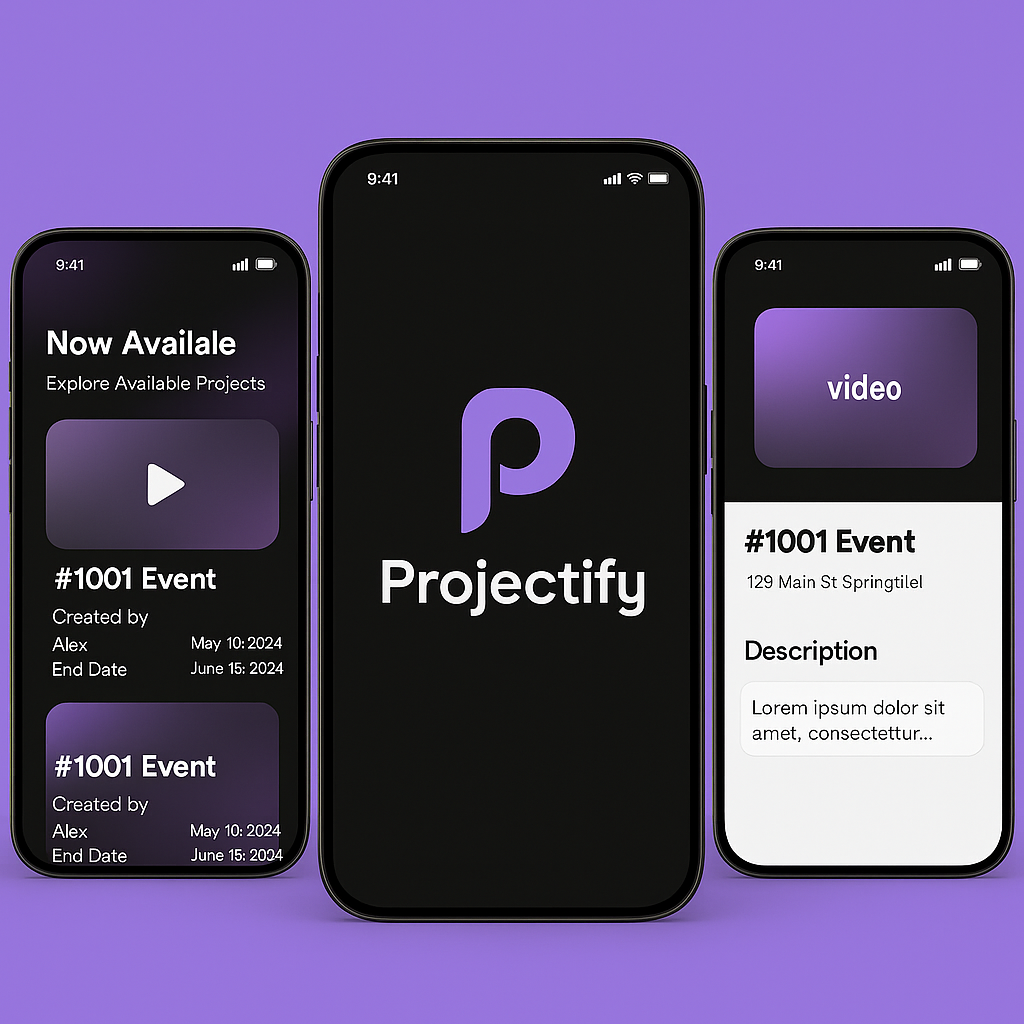 9:41
Now Availale
Explore Available Projects
#1001 Event
Created by
Alex May 10: 2024
End Date June 15: 2024
#1001 Event
Created by
Alex May 10: 2024
End Date June 15: 2004
9:41
Projectify
9:41
video
#1001 Event
129 Main St Springtilel
Description
Lorem ipsum dolor sit
amet, consectettur...